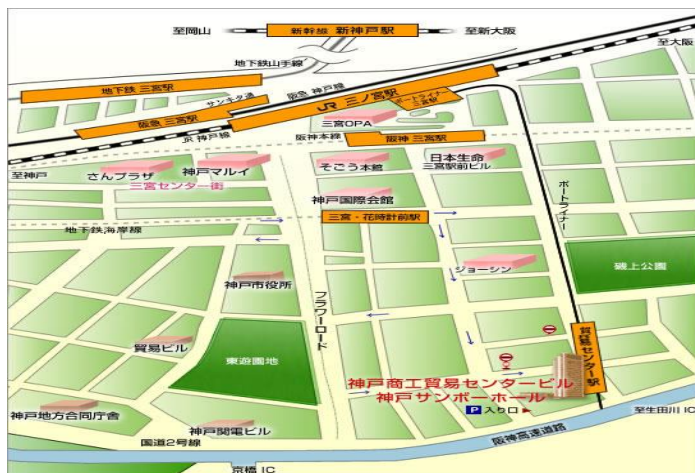 至岡山
新幹線 新神戸駅
至新大阪
至大阪
地下鉄山手線
地下鉄 三宮駅
サンキタ通
阪急 神戸線
JR 三ノ宮駅
ポートライナー
三宮駅
阪急 三宮駅
JR 神戸線
三宮OPA
阪神本線
阪神 三宮駅
至神戸
さんプラザ
神戸マルイ
三宮センター街
そごう本館
日本生命
三宮駅前ビル
神戸国際会館
ポートライナー
三宮・花時計前駅
地下鉄海岸線
神戸市役所
フラワーロード
ジョーシン
磯上公園
貿易ビル
東遊園地
貿易センター駅
神戸商工貿易センタービル
神戸サンボーホール
P 入り口
神戸地方合同庁舎
神戸関電ビル
至生田川 IC
国道2号線
阪神高速道路
京橋 IC